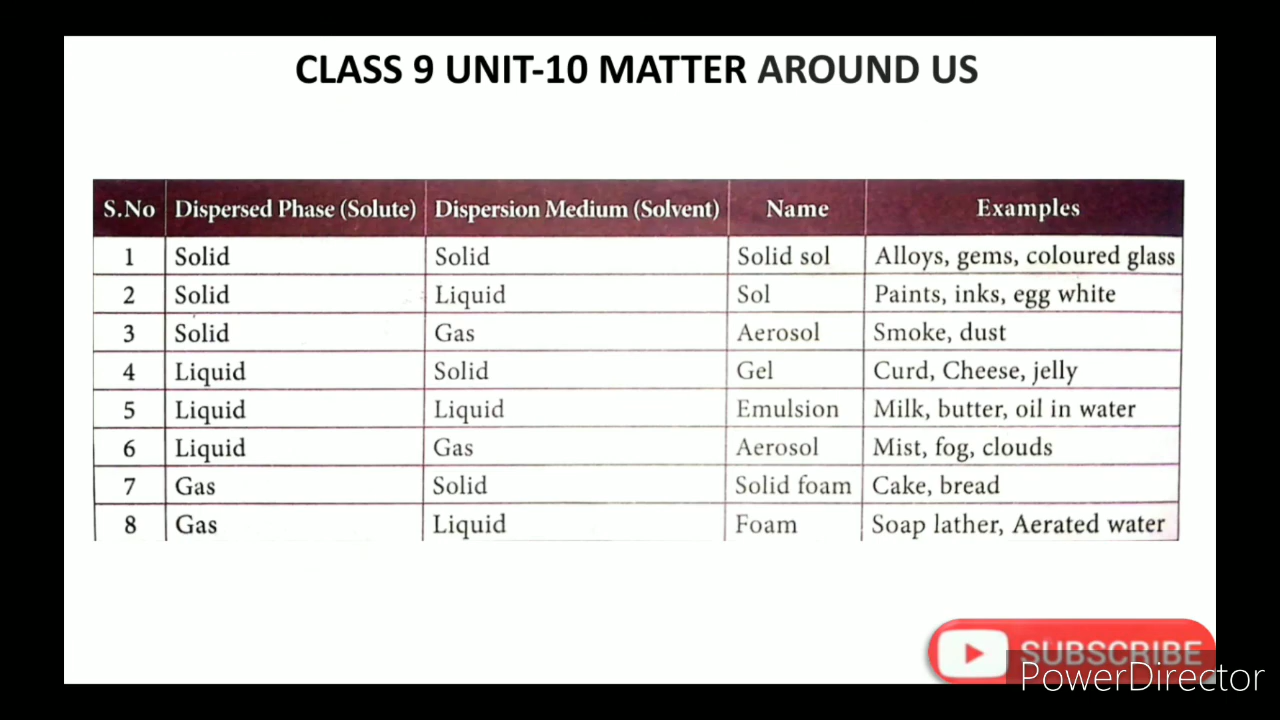 CLASS 9 UNIT-10 MATTER AROUND US
S.No Dispersed Phase (Solute) Dispersion Medium (Solvent) Name Examples
1 Solid Solid Solid sol Alloys, gems, coloured glass
2 Solid Liquid Sol Paints, inks, egg white
3 Solid Gas Aerosol Smoke, dust
4 Liquid Solid Gel Curd, Cheese, jelly
5 Liquid Liquid Emulsion Milk, butter, oil in water
6 Liquid Gas Aerosol Mist, fog, clouds
7 Gas Solid Solid foam Cake, bread
8 Gas Liquid Foam Soap lather, Aerated water
SUBSCRIBE
PowerDirector